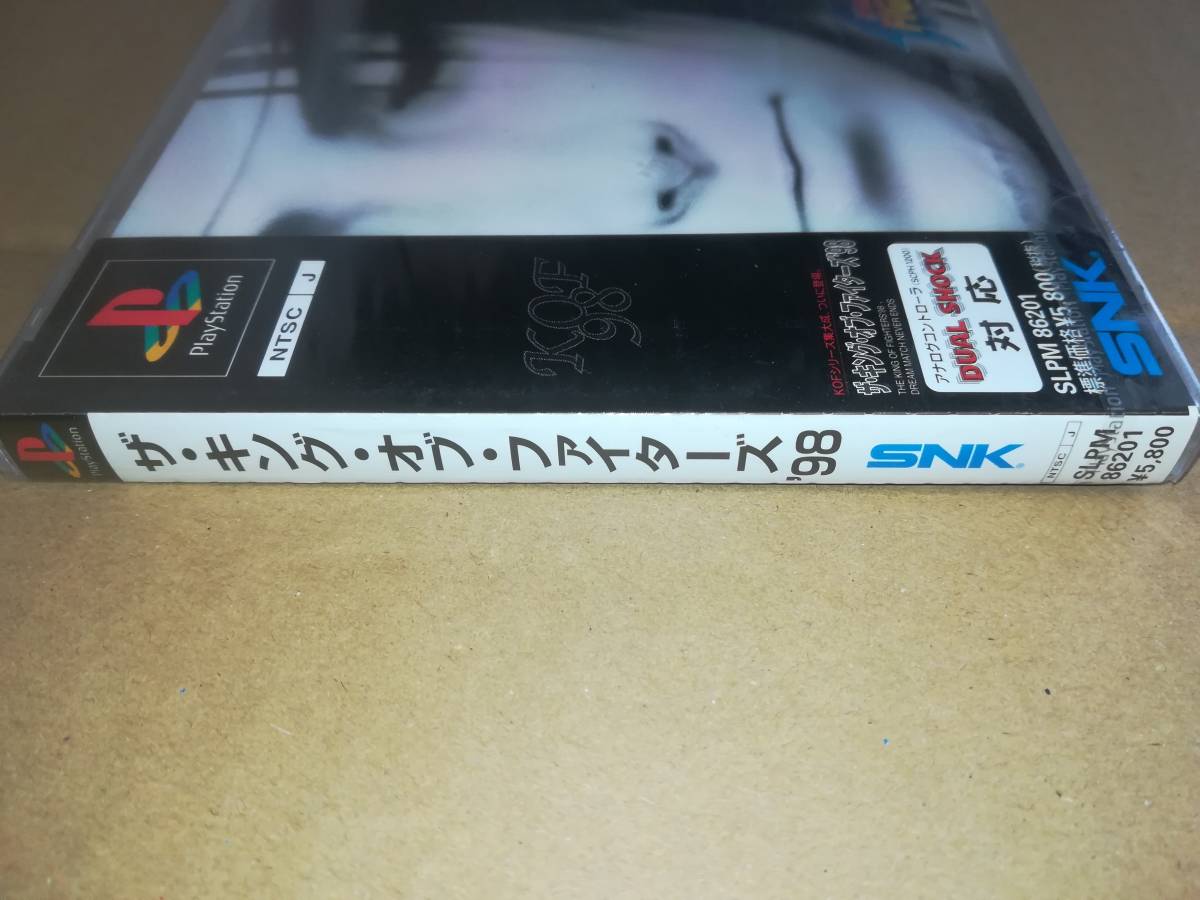 PlayStation
NTSC J
KOF
98
KOFシリーズ集大成、ついに登場。
ザ・キング・オブ・ファイターズ'98
THE KING OF FIGHTERS 98,
DREAM MATCH NEVER ENDS
アナログコントローラ(SCPH 1200)
DUAL SHOCK
対応
SLPM 86201
標準価格¥5,800(税抜)
SNK
PlayStation
ザ・キング・オブ・ファイターズ'98
SNK
NTSC J
SLPM
86201
¥5,800